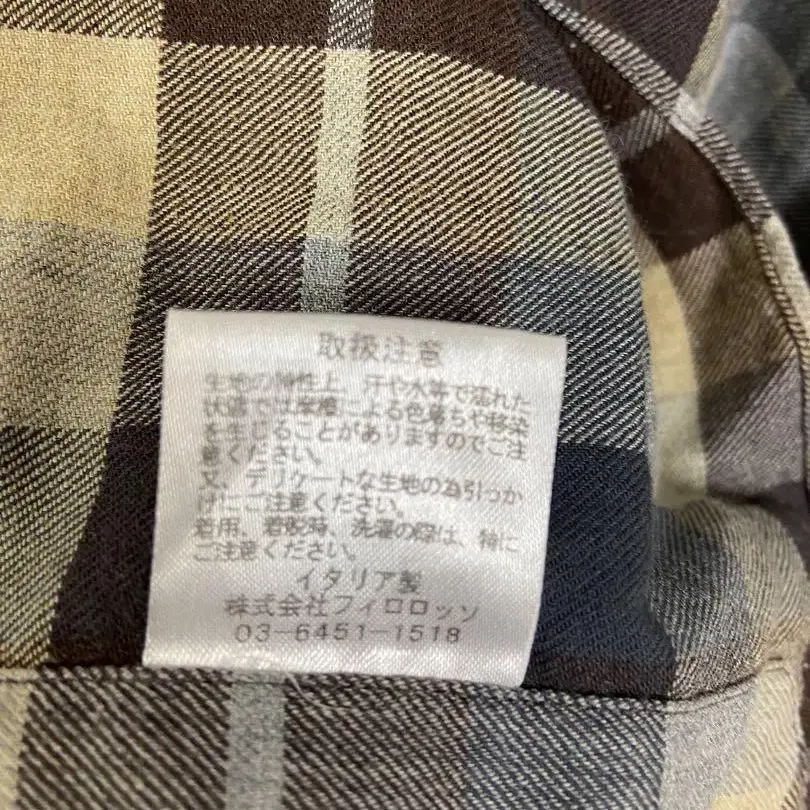 取扱注意
生地の特性上、汗や水等で濡れた
状態では摩擦による色落ちや移染
を生じることがありますのでご注
意ください。
又、デリケートな生地の為引っか
けにご注意ください。
着用、着脱時、洗濯の際は、特に
ご注意ください。
イタリア製
株式会社フィロロッソ
03-6451-1518